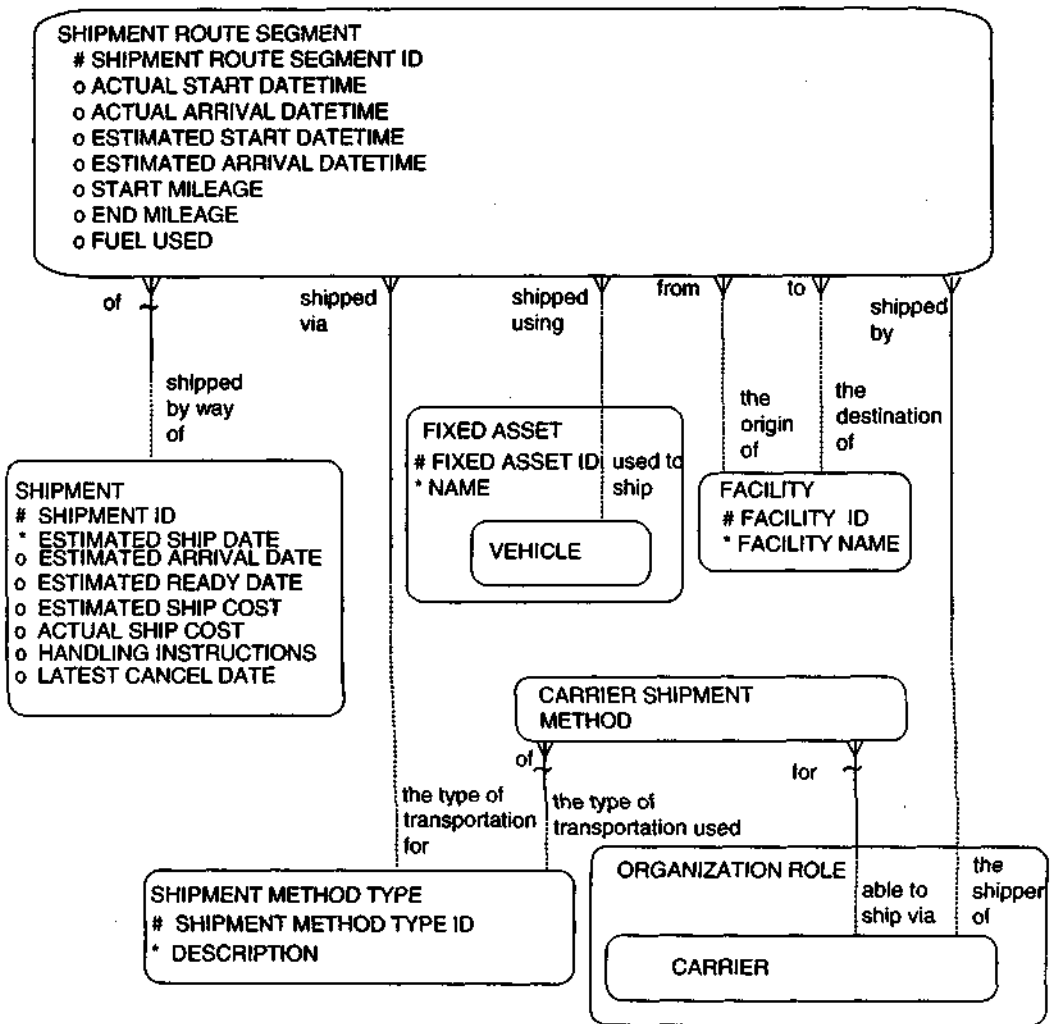 SHIPMENT ROUTE SEGMENT
# SHIPMENT ROUTE SEGMENT ID
o ACTUAL START DATETIME
o ACTUAL ARRIVAL DATETIME
o ESTIMATED START DATETIME
o ESTIMATED ARRIVAL DATETIME
o START MILEAGE
o END MILEAGE
o FUEL USED
of
shipped
via
shipped
using
from
to
shipped
by
shipped
by way
of
the
origin
of
the
destination
of
SHIPMENT
# SHIPMENT ID
* ESTIMATED SHIP DATE
o ESTIMATED ARRIVAL DATE
o ESTIMATED READY DATE
o ESTIMATED SHIP COST
o ACTUAL SHIP COST
o HANDLING INSTRUCTIONS
o LATEST CANCEL DATE
FIXED ASSET
# FIXED ASSET ID
* NAME
used to
ship
VEHICLE
FACILITY
# FACILITY ID
* FACILITY NAME
CARRIER SHIPMENT
METHOD
of
for
the type of
transportation
for
the type of
transportation used
SHIPMENT METHOD TYPE
# SHIPMENT METHOD TYPE ID
* DESCRIPTION
ORGANIZATION ROLE
able to
ship via
the
shipper
of
CARRIER